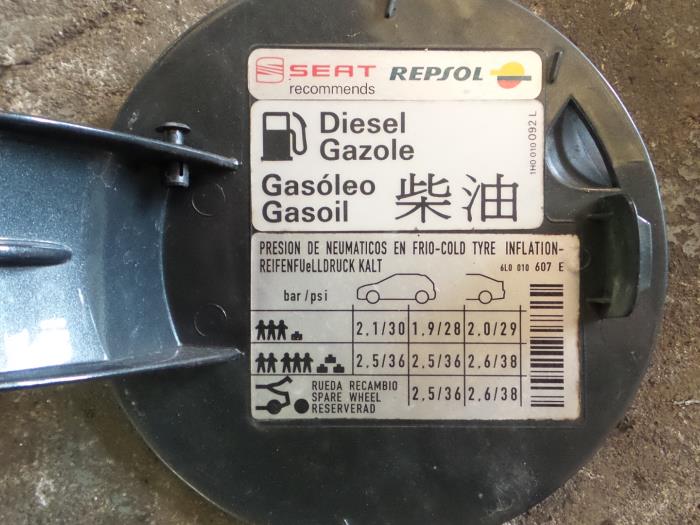 SEAT REPSOL
recommends
Diesel
Gazole
Gasóleo
Gasoil 柴油
1H0 010 092 L
PRESION DE NEUMATICOS EN FRIO-COLD TYRE INFLATION-
REIFENFUeLLDRUCK KALT 6L0 010 607 E
bar/psi
2,1/30 1,9/28 2,0/29
2,5/36 2,5/36 2,6/38
RUEDA RECAMBIO
SPARE WHEEL 2,5/36 2,6/38
RESERVERAD